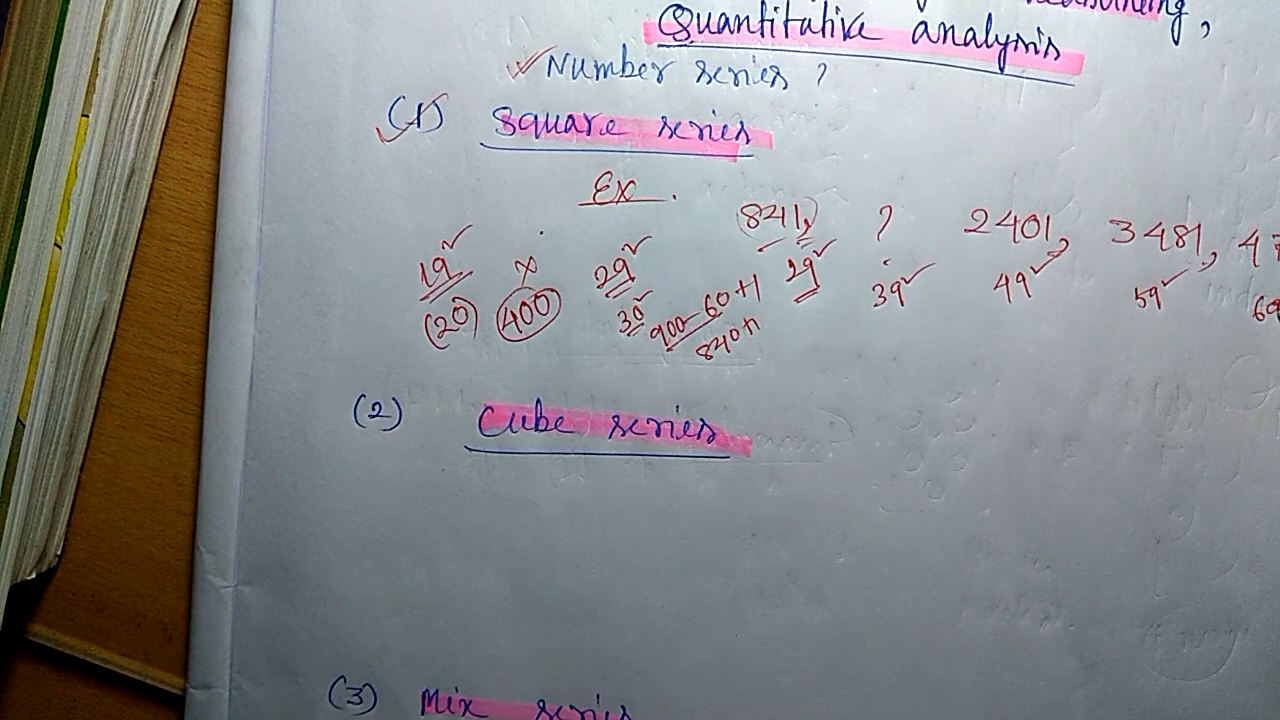 Quantitative analysis
Number series ?
(1) Square series
Ex.
841, ? 2401, 3481,
19² × 29² 29² 39² 49² 59²
(20) 400 30² 900-60+1
840+1
(2) Cube series
(3) Mix series